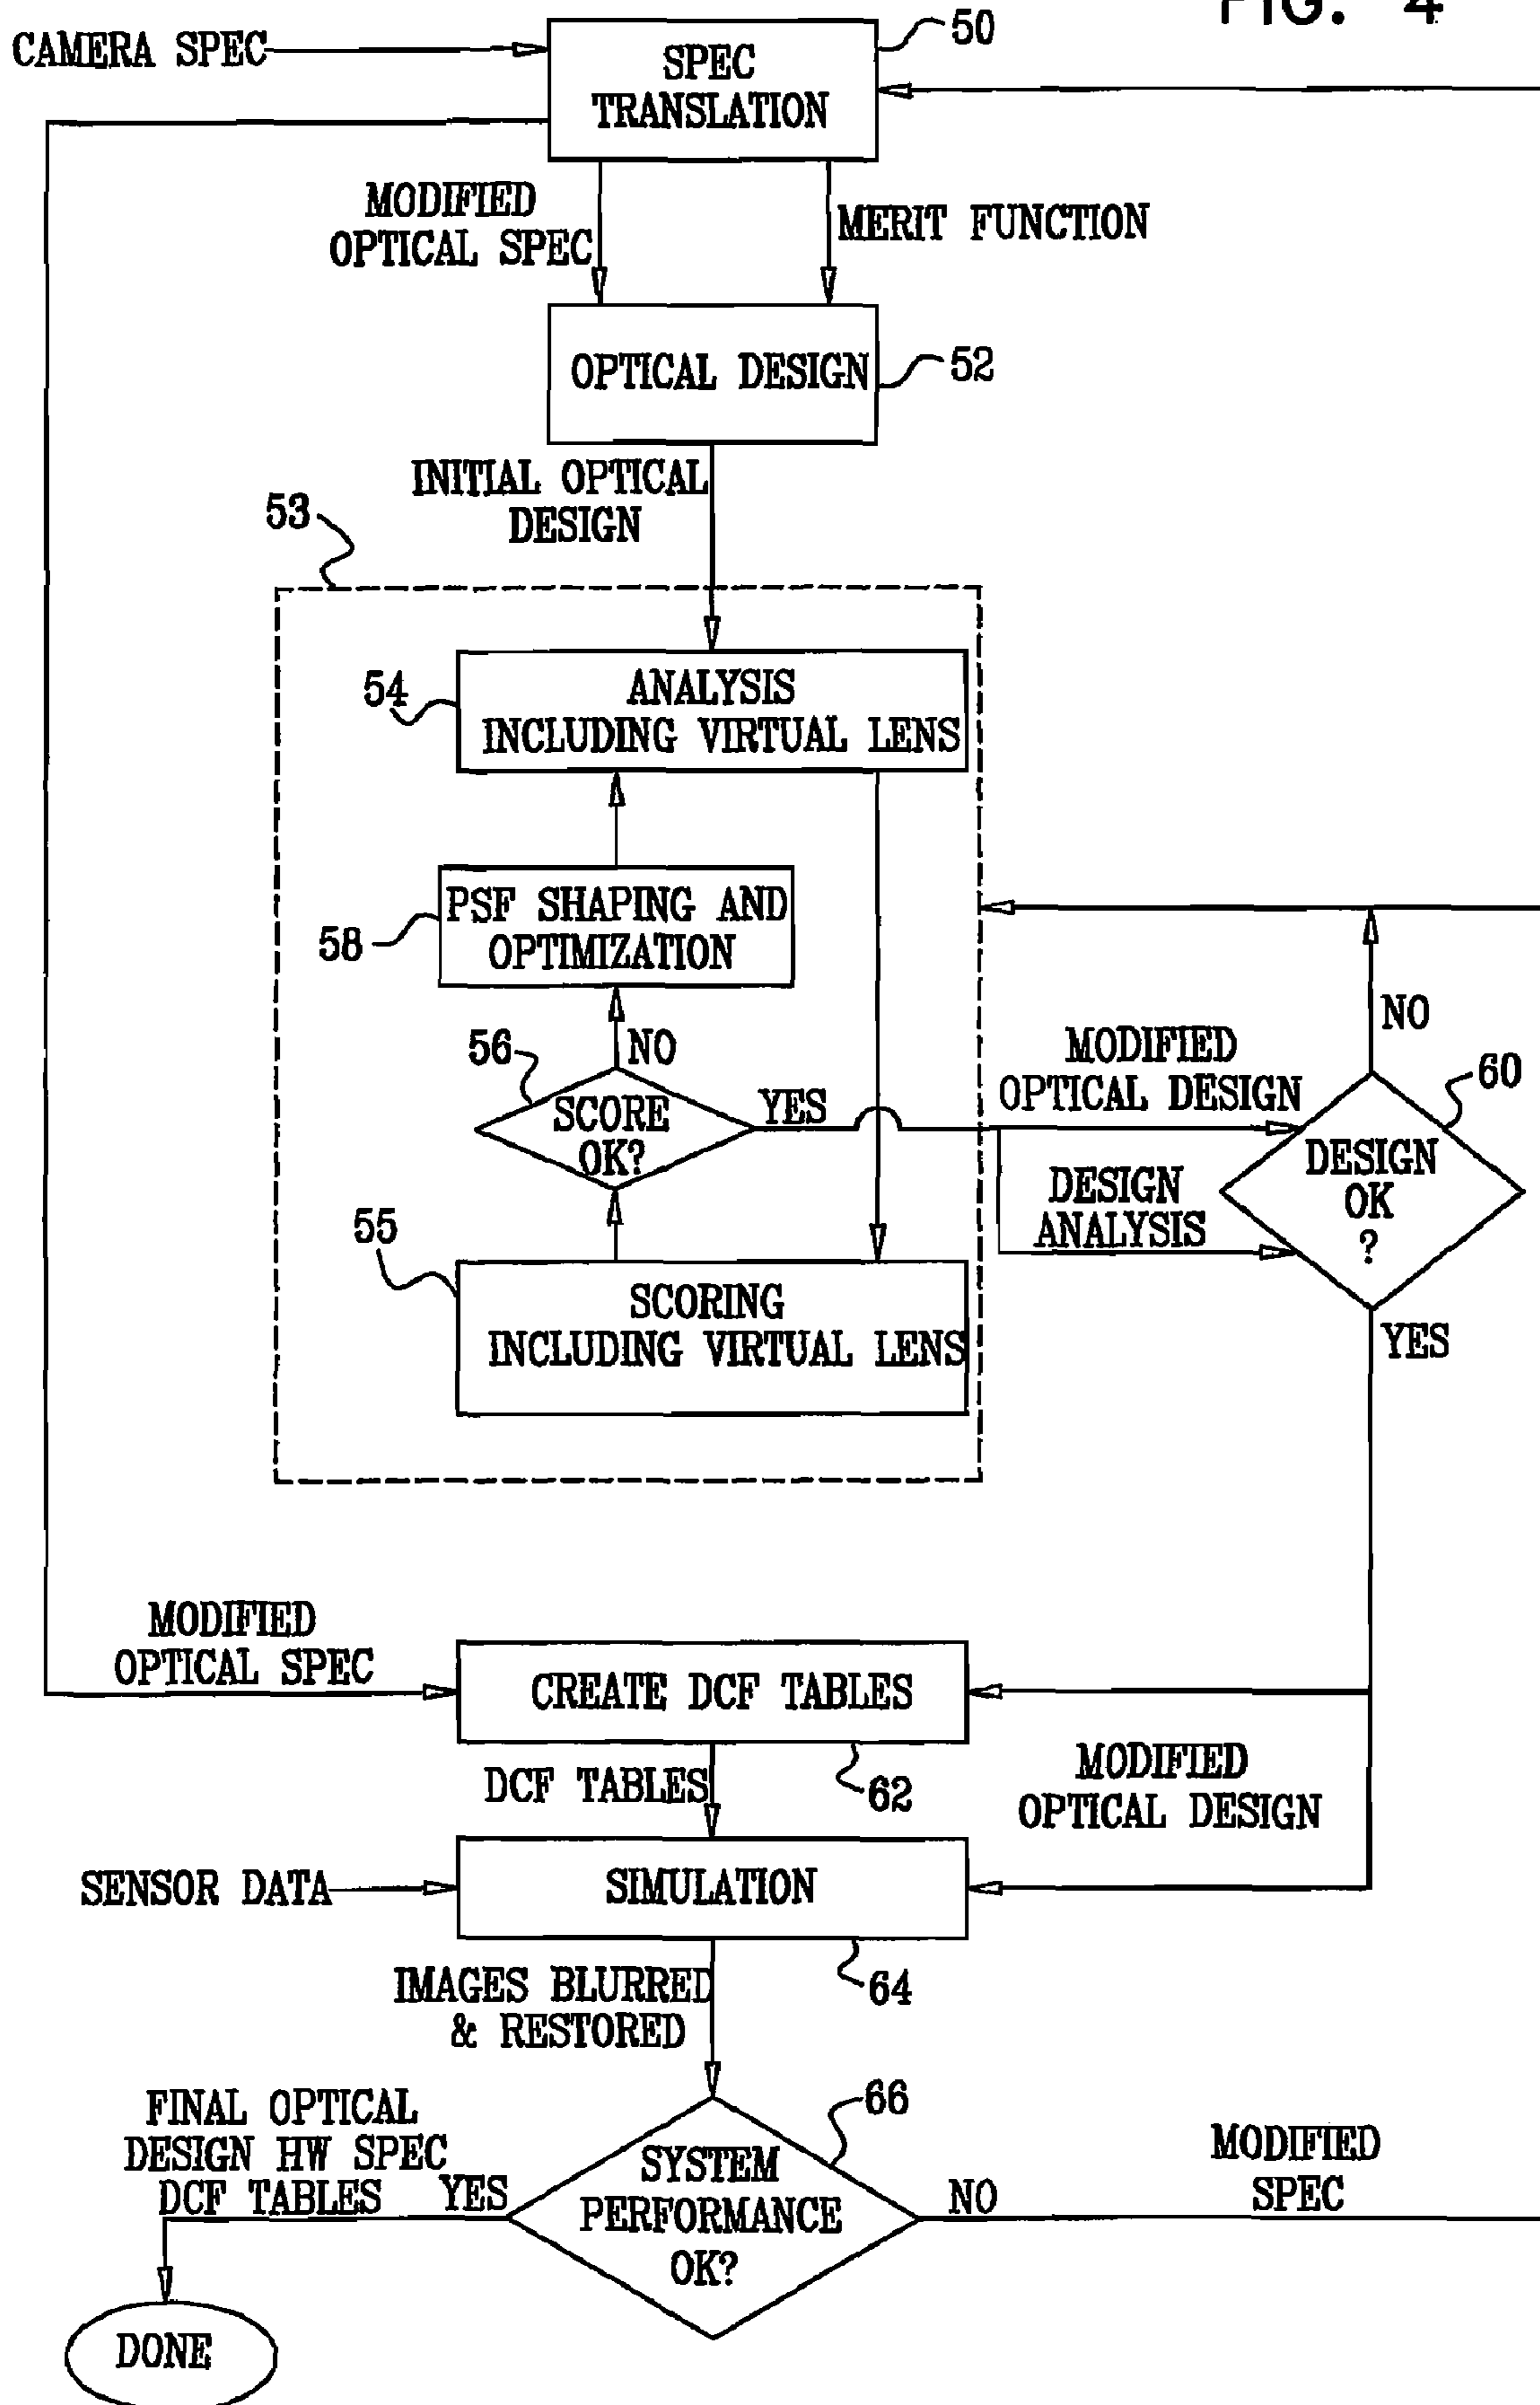 FIG. 4
CAMERA SPEC
50
SPEC
TRANSLATION
MODIFIED
OPTICAL SPEC
MERIT FUNCTION
OPTICAL DESIGN
52
INITIAL OPTICAL
DESIGN
53
54
ANALYSIS
INCLUDING VIRTUAL LENS
PSF SHAPING AND
OPTIMIZATION
58
NO
56
SCORE
OK?
YES
MODIFIED
OPTICAL DESIGN
NO
60
DESIGN
OK
?
DESIGN
ANALYSIS
55
SCORING
INCLUDING VIRTUAL LENS
YES
MODIFIED
OPTICAL SPEC
CREATE DCF TABLES
62
DCF TABLES
MODIFIED
OPTICAL DESIGN
SENSOR DATA
SIMULATION
64
IMAGES BLURRED
& RESTORED
66
FINAL OPTICAL
DESIGN HW SPEC
DCF TABLES
YES
SYSTEM
PERFORMANCE
OK?
NO
MODIFIED
SPEC
DONE